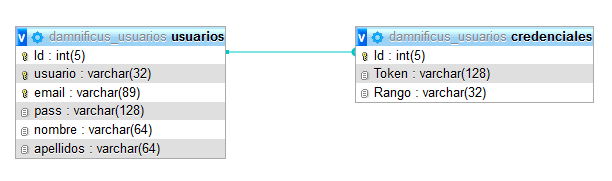 v damnificus_usuarios usuarios
Id : int(5)
usuario : varchar(32)
email : varchar(89)
pass : varchar(128)
nombre : varchar(64)
apellidos : varchar(64)
v damnificus_usuarios credenciales
Id : int(5)
Token : varchar(128)
Rango : varchar(32)